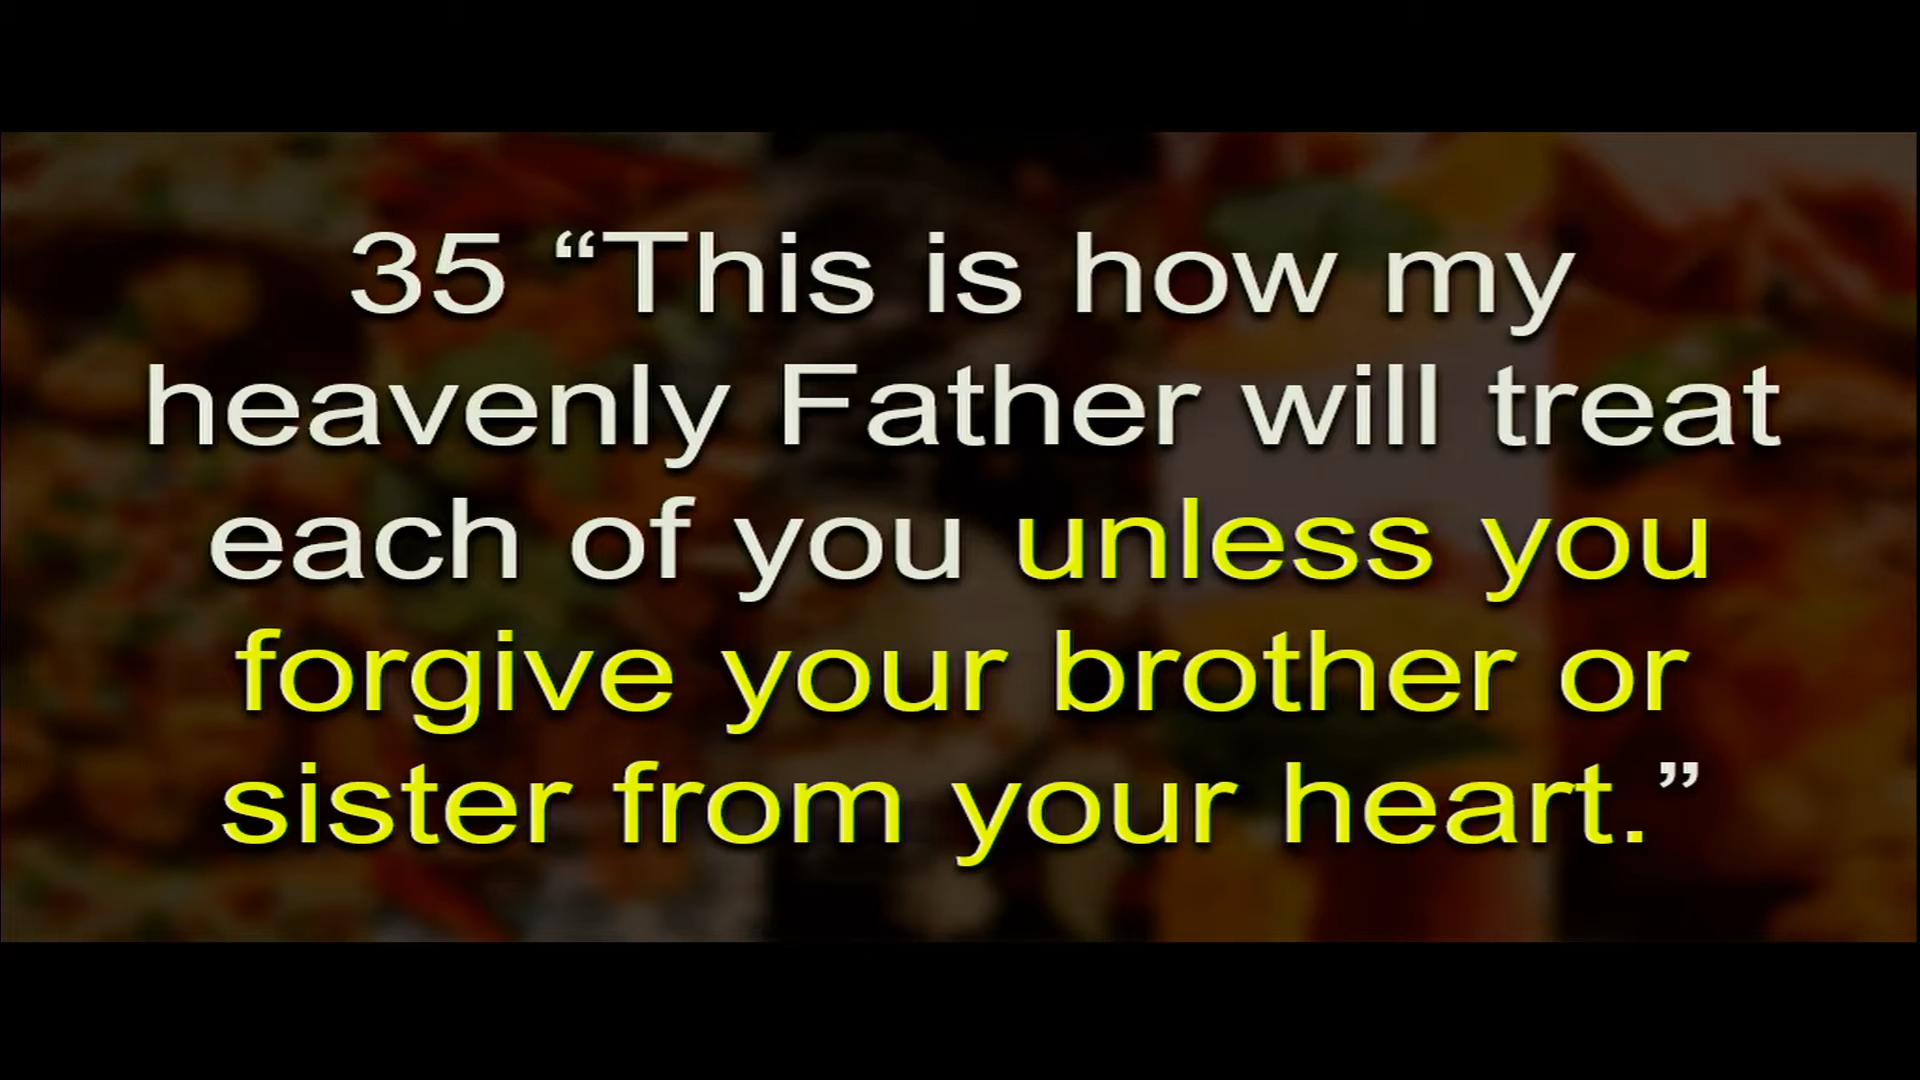 35 “This is how my
heavenly Father will treat
each of you unless you
forgive your brother or
sister from your heart.”